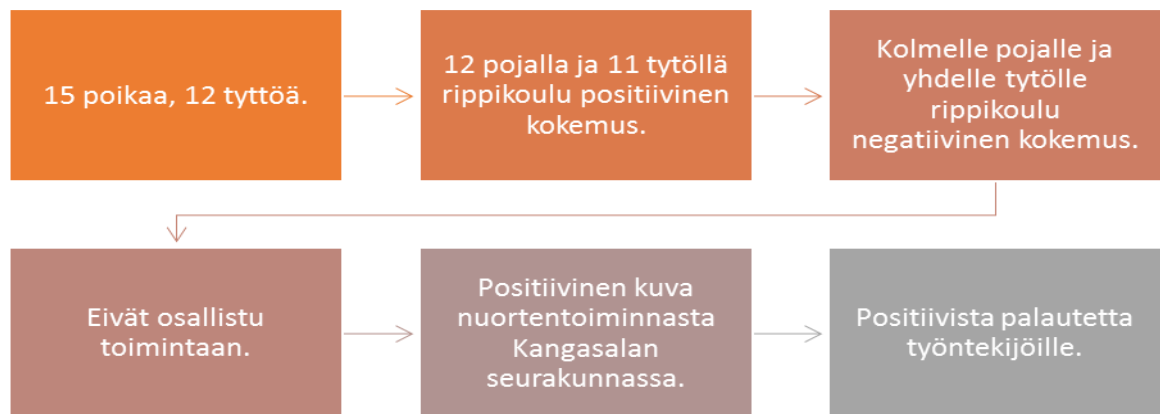 15 poikaa, 12 tyttöä.
12 pojalla ja 11 tytöllä
rippikoulu positiivinen
kokemus.
Kolmelle pojalle ja
yhdelle tytölle
rippikoulu
negatiivinen kokemus.
Eivät osallistu
toimintaan.
Positiivinen kuva
nuortentoiminnasta
Kangasalan
seurakunnassa.
Positiivista palautetta
työntekijöille.